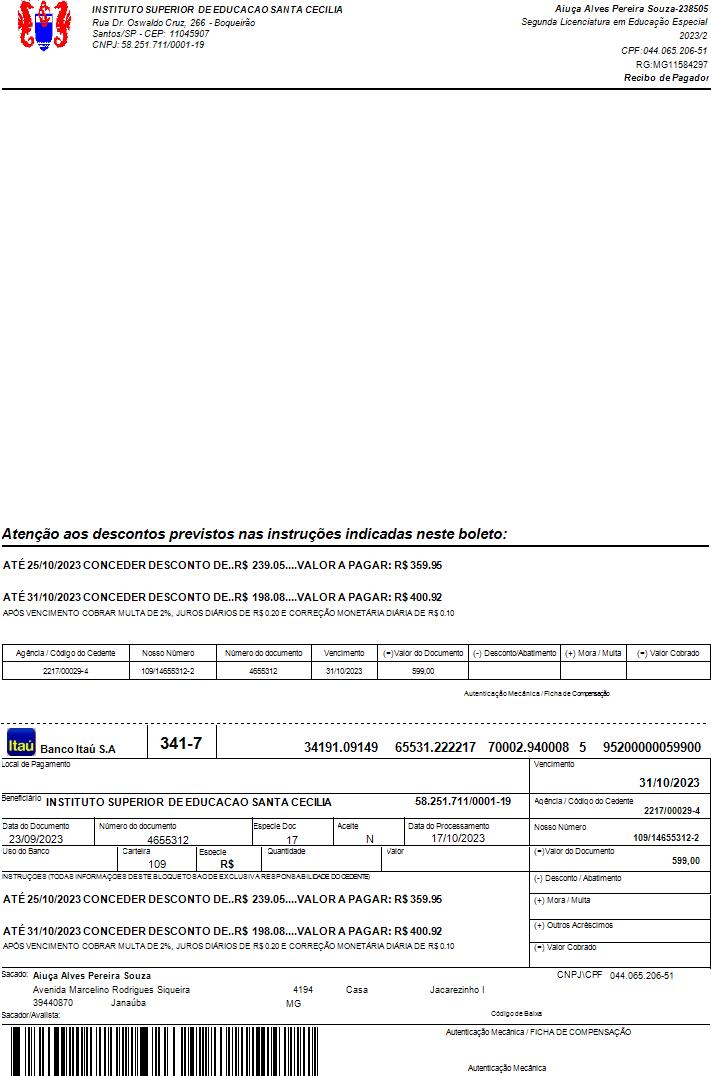 INSTITUTO SUPERIOR DE EDUCACAO SANTA CECILIA
Rua Dr. Oswaldo Cruz, 266 - Boqueirão
Santos/SP - CEP: 11045907
CNPJ: 58.251.711/0001-19
Aiuça Alves Pereira Souza-238505
Segunda Licenciatura em Educação Especial
2023/2
CPF:044.065.206-51
RG:MG11584297
Recibo de Pagador
Atenção aos descontos previstos nas instruções indicadas neste boleto:
ATÉ 25/10/2023 CONCEDER DESCONTO DE..R$ 239.05....VALOR A PAGAR: R$ 359.95
ATÉ 31/10/2023 CONCEDER DESCONTO DE..R$ 198.08....VALOR A PAGAR: R$ 400.92
APÓS VENCIMENTO COBRAR MULTA DE 2%, JUROS DIÁRIOS DE R$ 0.20 E CORREÇÃO MONETÁRIA DIÁRIA DE R$ 0.10
Agência / Código do Cedente Nosso Número Número do documento Vencimento (=)Valor do Documento (-) Desconto/Abatimento (+) Mora / Multa (=) Valor Cobrado
2217/00029-4 109/14655312-2 4655312 31/10/2023 599,00
Autenticação Mecânica / Ficha de Compensação
Itaú Banco Itaú S.A 341-7 34191.09149 65531.222217 70002.940008 5 95200000059900
Local de Pagamento Vencimento
31/10/2023
Beneficiário INSTITUTO SUPERIOR DE EDUCACAO SANTA CECILIA 58.251.711/0001-19 Agência / Código do Cedente
2217/00029-4
Data do Documento Número do documento Especie Doc Aceite Data do Processamento Nosso Número
23/09/2023 4655312 17 N 17/10/2023 109/14655312-2
Uso do Banco Carteira Especie Quantidade Valor (=)Valor do Documento
109 R$ 599,00
INSTRUÇÕES (TODAS INFORMAÇOES DESTE BLOQUETO SAO DE EXCLUSIVA RESPONSABILIDADE DO CEDENTE) (-) Desconto / Abatimento
ATÉ 25/10/2023 CONCEDER DESCONTO DE..R$ 239.05....VALOR A PAGAR: R$ 359.95 (+) Mora / Multa
(+) Outros Acréscimos
ATÉ 31/10/2023 CONCEDER DESCONTO DE..R$ 198.08....VALOR A PAGAR: R$ 400.92
APÓS VENCIMENTO COBRAR MULTA DE 2%, JUROS DIÁRIOS DE R$ 0.20 E CORREÇÃO MONETÁRIA DIÁRIA DE R$ 0.10 (=) Valor Cobrado
Sacado: Aiuça Alves Pereira Souza CNPJ\CPF 044.065.206-51
Avenida Marcelino Rodrigues Siqueira 4194 Casa Jacarezinho I
39440870 Janaúba MG
Sacador/Avalista: Código de Baixa
Autenticação Mecânica / FICHA DE COMPENSAÇÃO
Autenticação Mecânica